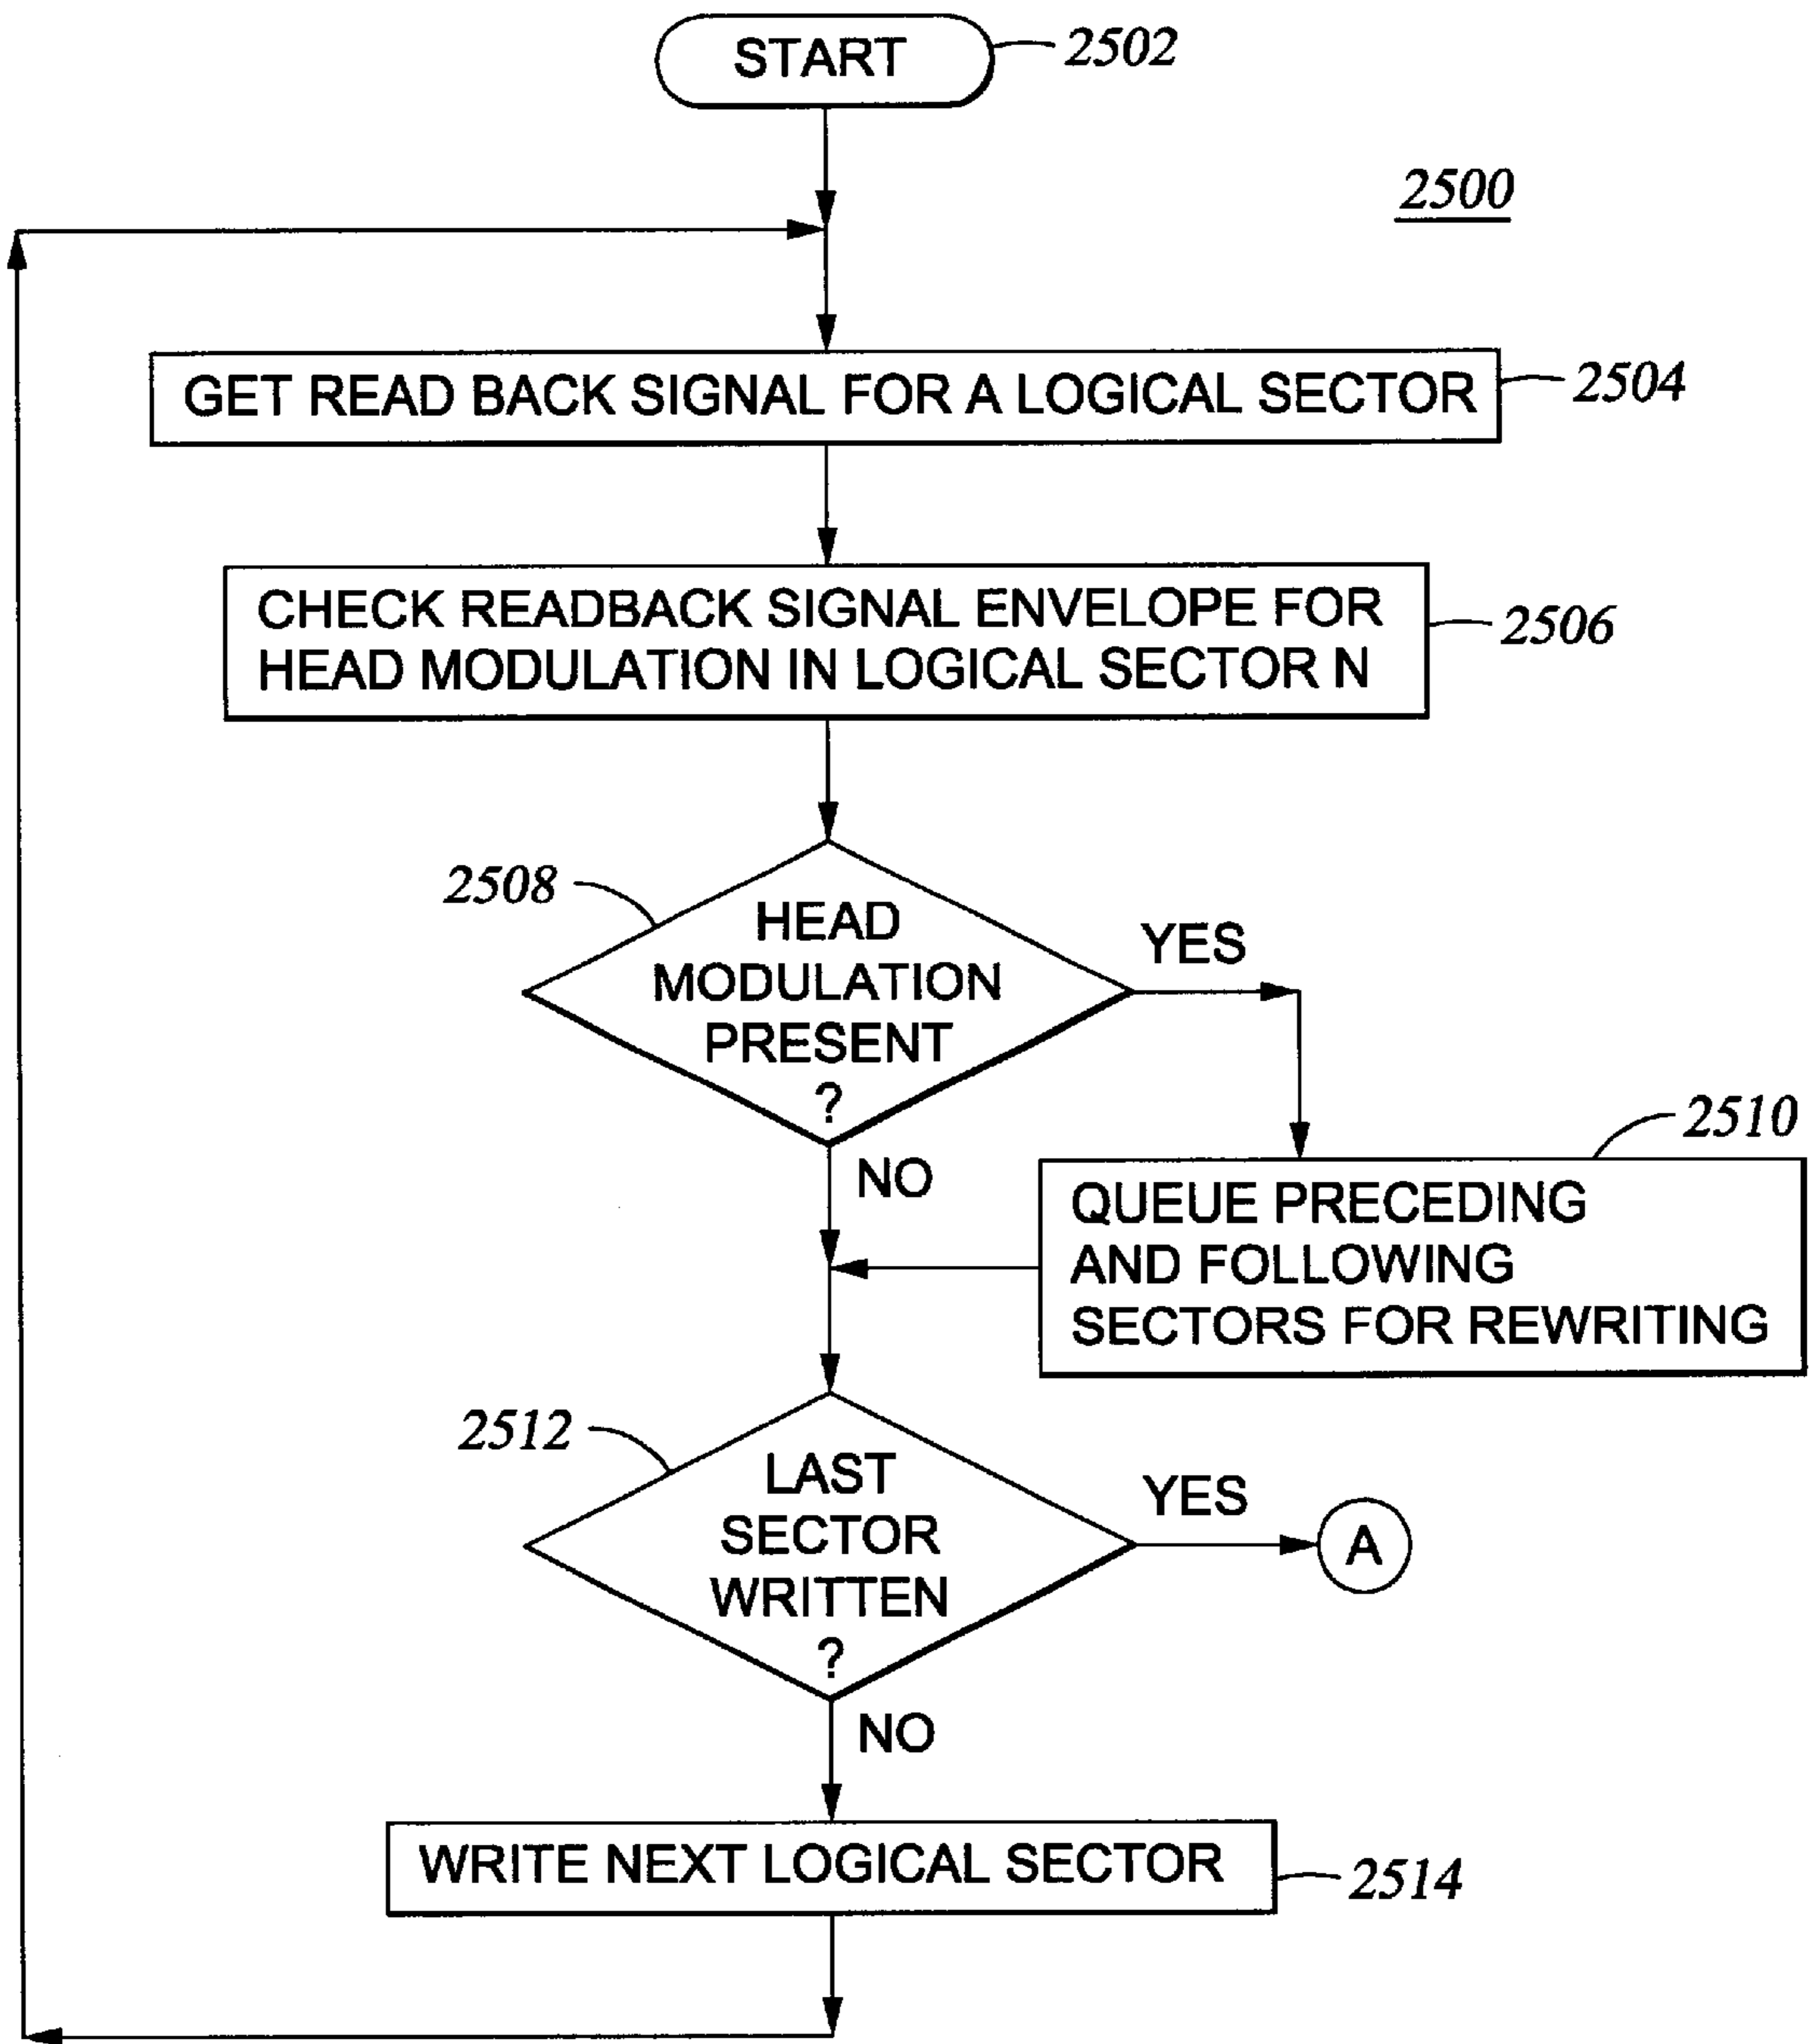 START
2502
2500
GET READ BACK SIGNAL FOR A LOGICAL SECTOR
2504
CHECK READBACK SIGNAL ENVELOPE FOR
HEAD MODULATION IN LOGICAL SECTOR N
2506
2508
HEAD
MODULATION
PRESENT
?
YES
NO
2510
QUEUE PRECEDING
AND FOLLOWING
SECTORS FOR REWRITING
2512
LAST
SECTOR
WRITTEN
?
YES
A
NO
WRITE NEXT LOGICAL SECTOR
2514